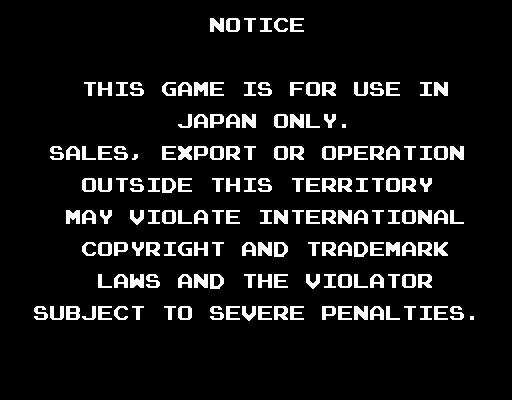 NOTICE
THIS GAME IS FOR USE IN
JAPAN ONLY.
SALES, EXPORT OR OPERATION
OUTSIDE THIS TERRITORY
MAY VIOLATE INTERNATIONAL
COPYRIGHT AND TRADEMARK
LAWS AND THE VIOLATOR
SUBJECT TO SEVERE PENALTIES.